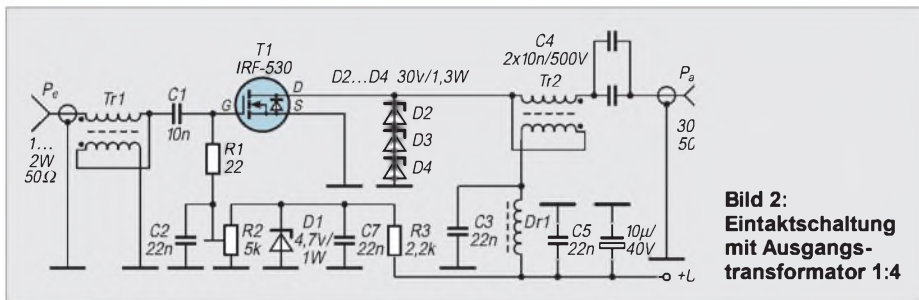 T1
IRF-530
D2...D4 30V/1,3W
C4
2x10n/500V
Tr2
Pa
Pe
Tr1
C1
10n
G
D
S
D2
D3
D4
1...
2W
50Ω
R1
22
30
50
C2
22n
R2
5k
D1
4,7V/
1W
C7
22n
R3
2,2k
C3
22n
Dr1
C5
22n
10µ/
40V
+U
Bild 2:
Eintaktschaltung
mit Ausgangs-
transformator 1:4